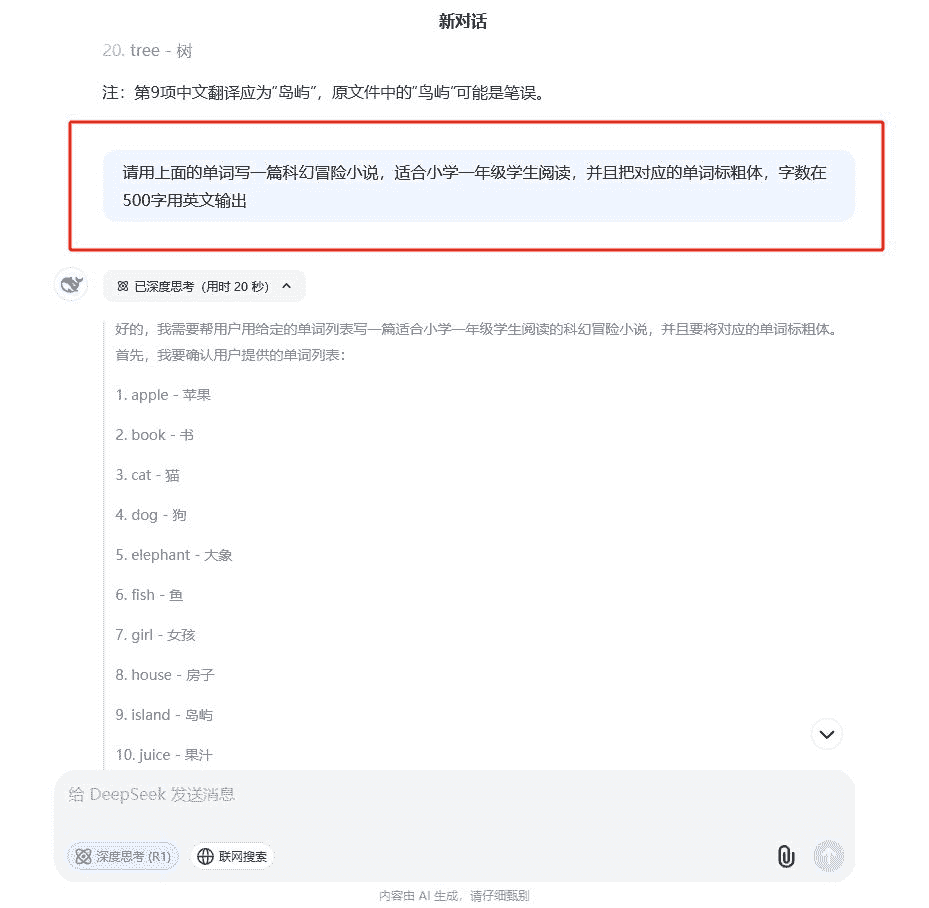 新对话
20. tree - 树
注：第9项中文翻译应为"岛屿"，原文件中的"鸟屿"可能是笔误。
请用上面的单词写一篇科幻冒险小说，适合小学一年级学生阅读，并且把对应的单词标粗体，字数在
500字用英文输出
已深度思考（用时 20 秒）
好的，我需要帮用户用给定的单词列表写一篇适合小学一年级学生阅读的科幻冒险小说，并且要将对应的单词标粗体。
首先，我要确认用户提供的单词列表：
1. apple - 苹果
2. book - 书
3. cat - 猫
4. dog - 狗
5. elephant - 大象
6. fish - 鱼
7. girl - 女孩
8. house - 房子
9. island - 岛屿
10. juice - 果汁
给 DeepSeek 发送消息
深度思考 (R1) 联网搜索
内容由 AI 生成，请仔细甄别